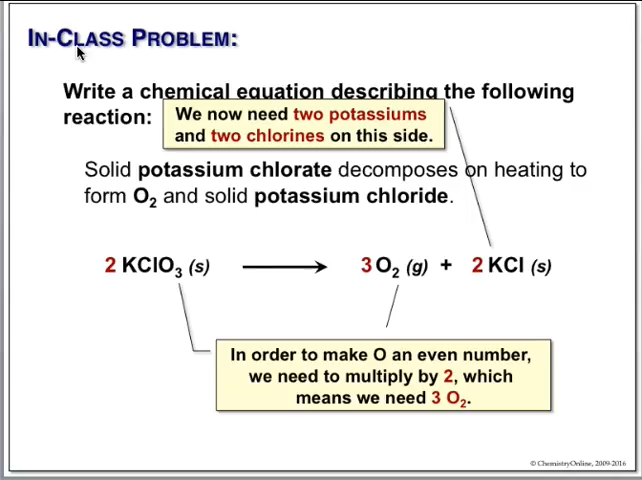 IN-CLASS PROBLEM:
Write a chemical equation describing the following
reaction:
We now need two potassiums
and two chlorines on this side.
Solid potassium chlorate decomposes on heating to
form O₂ and solid potassium chloride.
2 KClO₃ (s) ⟶ 3 O₂ (g) + 2 KCl (s)
In order to make O an even number,
we need to multiply by 2, which
means we need 3 O₂.
© ChemistryOnline, 2009-2016